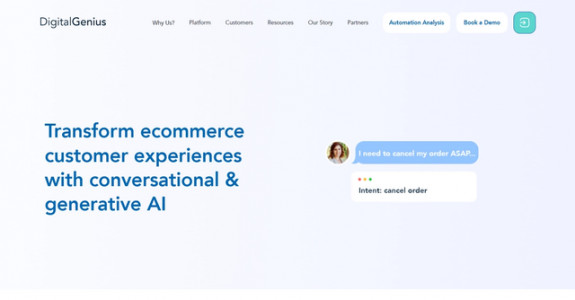 DigitalGenius
Why Us?
Platform
Customers
Resources
Our Story
Partners
Automation Analysis
Book a Demo
Transform ecommerce
customer experiences
with conversational &
generative AI
I need to cancel my order ASAP...
Intent: cancel order